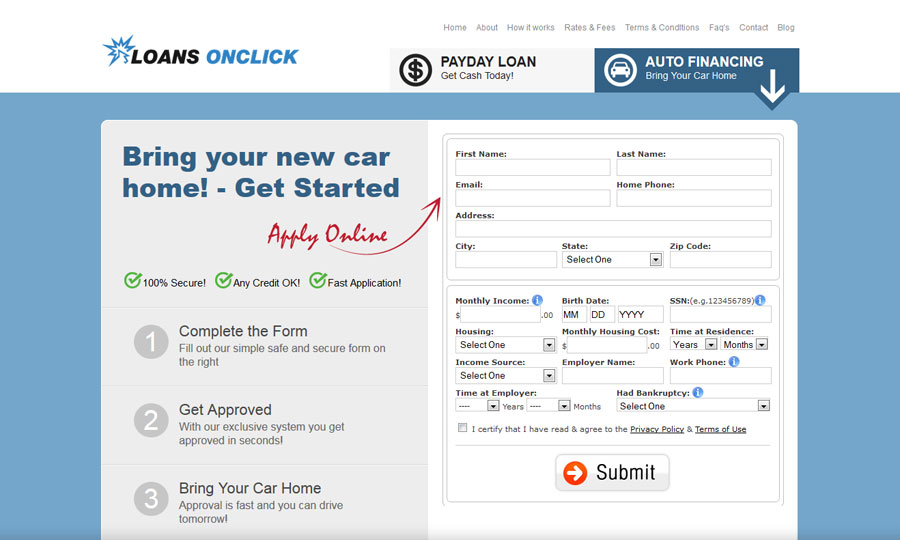 Home About How it works Rates & Fees Terms & Conditions Faq's Contact Blog
LOANS ONCLICK
PAYDAY LOAN
Get Cash Today!
AUTO FINANCING
Bring Your Car Home
Bring your new car
home! - Get Started
Apply Online
100% Secure! Any Credit OK! Fast Application!
1
Complete the Form
Fill out our simple safe and secure form on
the right
2
Get Approved
With our exclusive system you get
approved in seconds!
3
Bring Your Car Home
Approval is fast and you can drive
tomorrow!
First Name: Last Name:
Email: Home Phone:
Address:
City: State: Zip Code:
Select One
Monthly Income: Birth Date: SSN:(e.g.123456789)
$ .00 MM DD YYYY
Housing: Monthly Housing Cost: Time at Residence:
Select One $ .00 Years Months
Income Source: Employer Name: Work Phone:
Select One
Time at Employer: Had Bankruptcy:
---- Years ---- Months Select One
I certify that I have read & agree to the Privacy Policy & Terms of Use
Submit